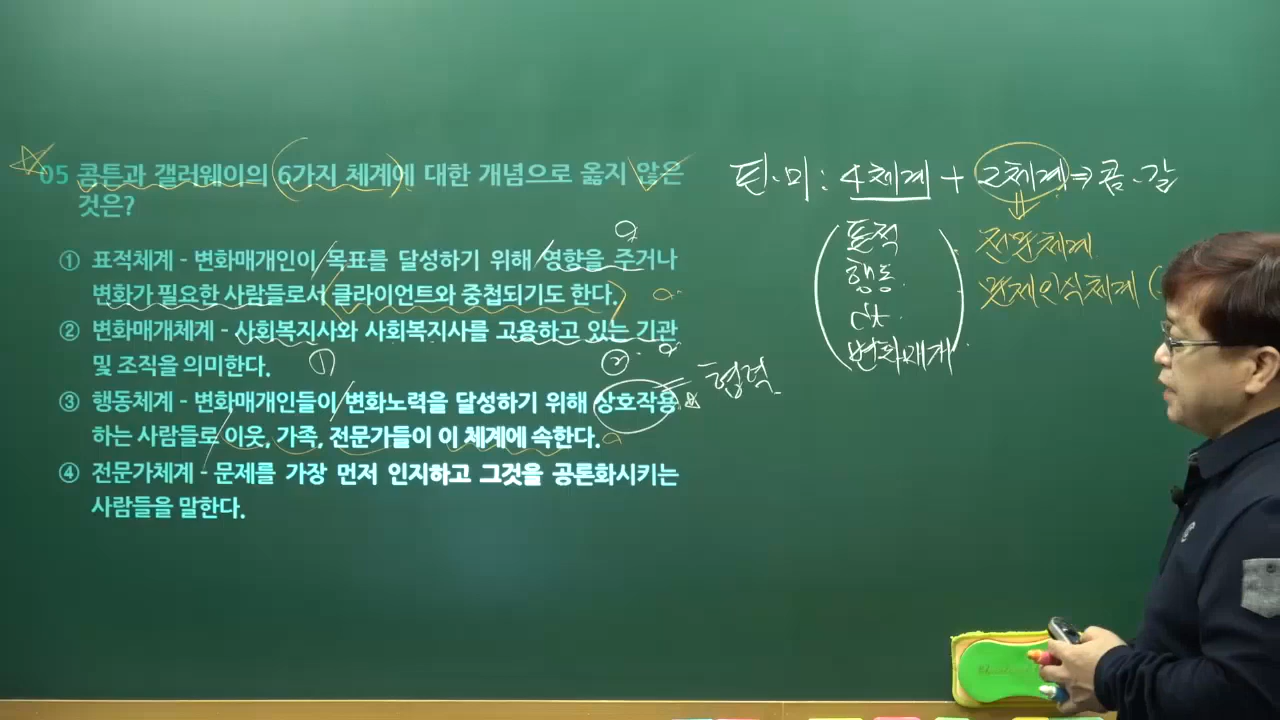 05 콤튼과 갤러웨이의 6가지 체계에 대한 개념으로 옳지 않은
것은?
① 표적체계 - 변화매개인이 목표를 달성하기 위해 영향을 주거나
변화가 필요한 사람들로서 클라이언트와 중첩되기도 한다.
② 변화매개체계 - 사회복지사와 사회복지사를 고용하고 있는 기관
및 조직을 의미한다.
① ②
③ 행동체계 - 변화매개인들이 변화노력을 달성하기 위해 상호작용
하는 사람들로 이웃, 가족, 전문가들이 이 체계에 속한다.
④ 전문가체계 - 문제를 가장 먼저 인지하고 그것을 공론화시키는
사람들을 말한다.
협력
핀·미: 4체계 + 2체계 ⇒ 콤·갈
표적
행동
변화매개
전문체계
문제인식체계 (